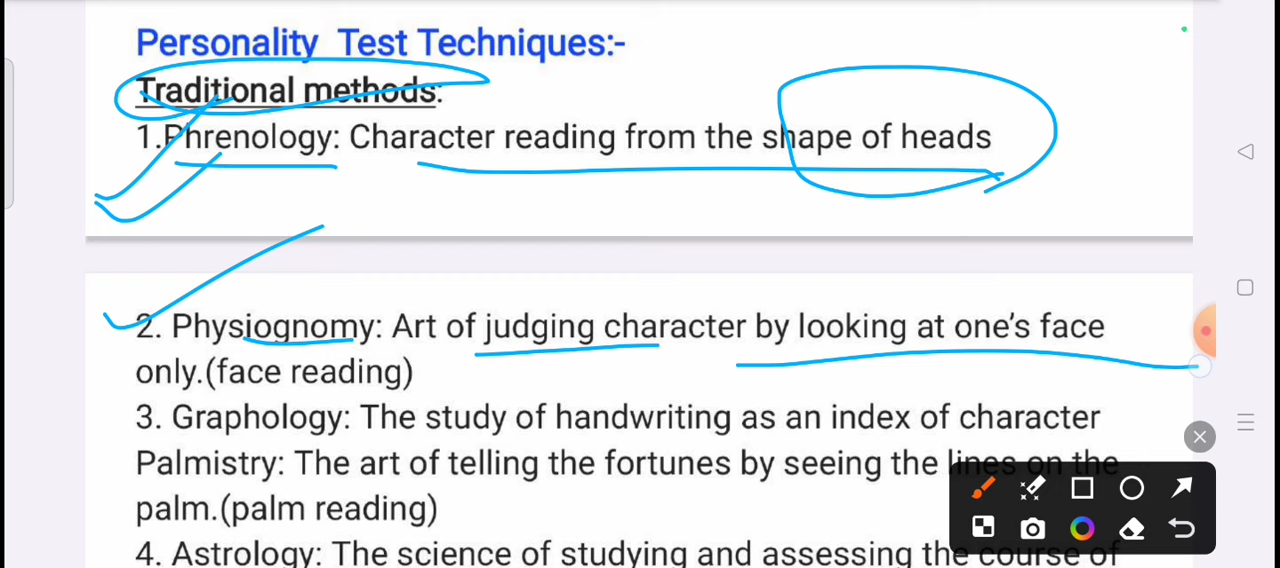 Personality Test Techniques:-
Traditional methods:
1.Phrenology: Character reading from the shape of heads
2. Physiognomy: Art of judging character by looking at one's face
only.(face reading)
3. Graphology: The study of handwriting as an index of character
Palmistry: The art of telling the fortunes by seeing the lines on the
palm.(palm reading)
4. Astrology: The science of studying and assessing the course of